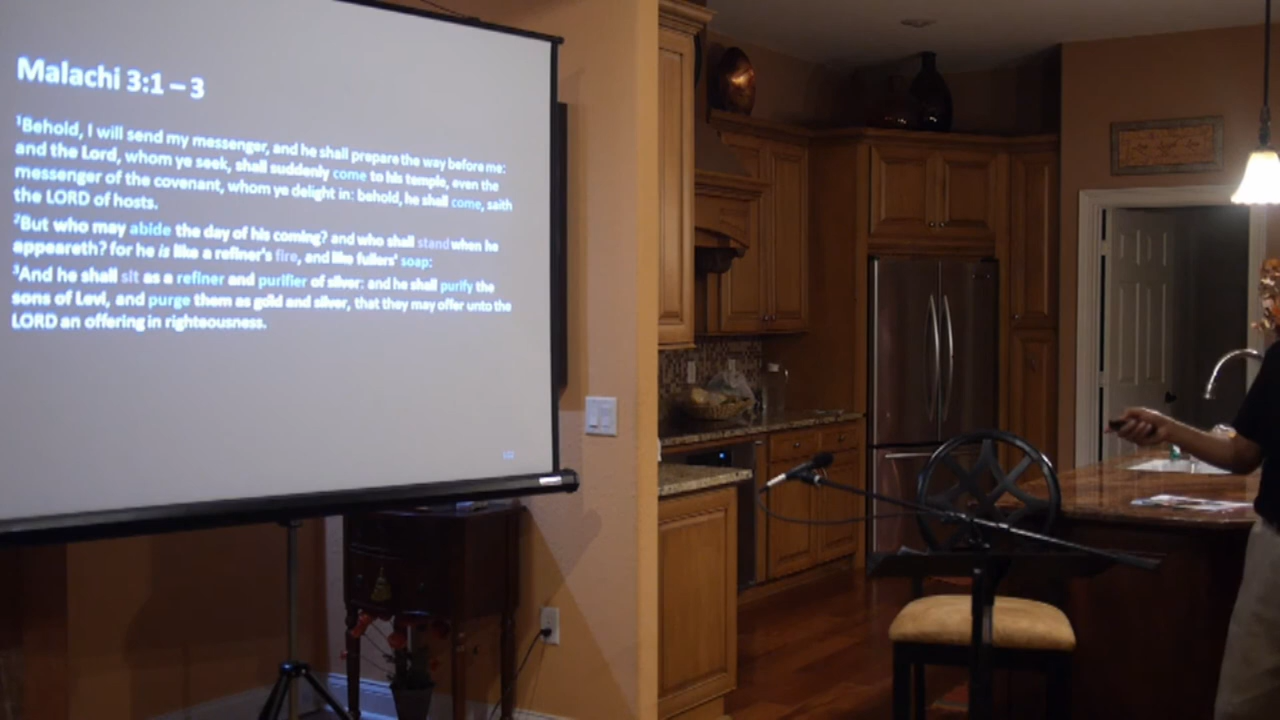 Malachi 3:1 – 3
¹Behold, I will send my messenger, and he shall prepare the way before me:
and the Lord, whom ye seek, shall suddenly come to his temple, even the
messenger of the covenant, whom ye delight in: behold, he shall come, saith
the LORD of hosts.
²But who may abide the day of his coming? and who shall stand when he
appeareth? for he is like a refiner's fire, and like fullers' soap:
³And he shall sit as a refiner and purifier of silver: and he shall purify the
sons of Levi, and purge them as gold and silver, that they may offer unto the
LORD an offering in righteousness.